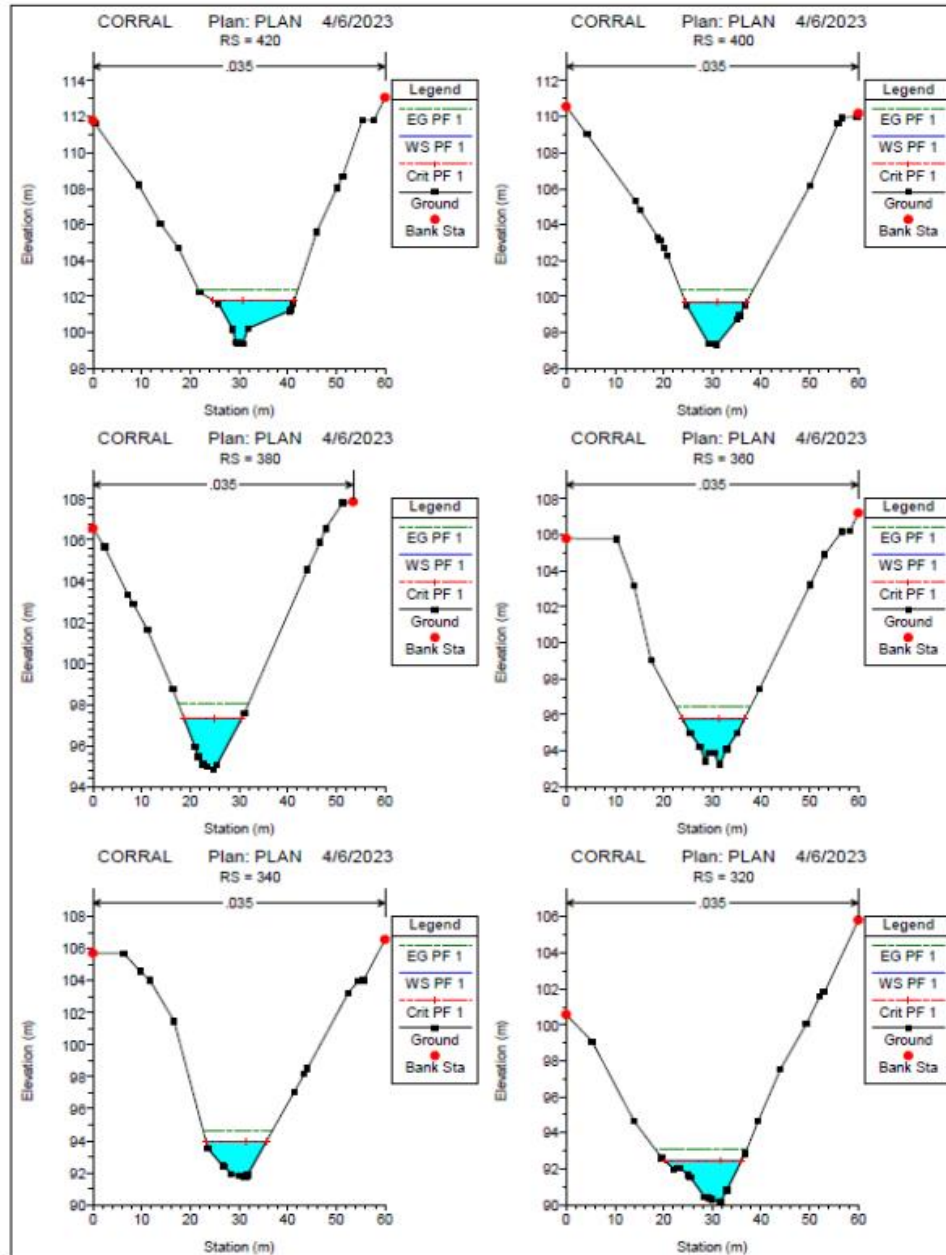 CORRAL Plan: PLAN 4/6/2023
RS = 420
.035
Legend
EG PF 1
WS PF 1
Crit PF 1
Ground
Bank Sta
Elevation (m)
114
112
110
108
106
104
102
100
98
0 10 20 30 40 50 60
Station (m)
CORRAL Plan: PLAN 4/6/2023
RS = 400
.035
Legend
EG PF 1
WS PF 1
Crit PF 1
Ground
Bank Sta
Elevation (m)
112
110
108
106
104
102
100
98
96
0 10 20 30 40 50 60
Station (m)
CORRAL Plan: PLAN 4/6/2023
RS = 380
.035
Legend
EG PF 1
WS PF 1
Crit PF 1
Ground
Bank Sta
Elevation (m)
108
106
104
102
100
98
96
94
0 10 20 30 40 50 60
Station (m)
CORRAL Plan: PLAN 4/6/2023
RS = 360
.035
Legend
EG PF 1
WS PF 1
Crit PF 1
Ground
Bank Sta
Elevation (m)
108
106
104
102
100
98
96
94
92
0 10 20 30 40 50 60
Station (m)
CORRAL Plan: PLAN 4/6/2023
RS = 340
.035
Legend
EG PF 1
WS PF 1
Crit PF 1
Ground
Bank Sta
Elevation (m)
108
106
104
102
100
98
96
94
92
90
0 10 20 30 40 50 60
Station (m)
CORRAL Plan: PLAN 4/6/2023
RS = 320
.035
Legend
EG PF 1
WS PF 1
Crit PF 1
Ground
Bank Sta
Elevation (m)
106
104
102
100
98
96
94
92
90
0 10 20 30 40 50 60
Station (m)